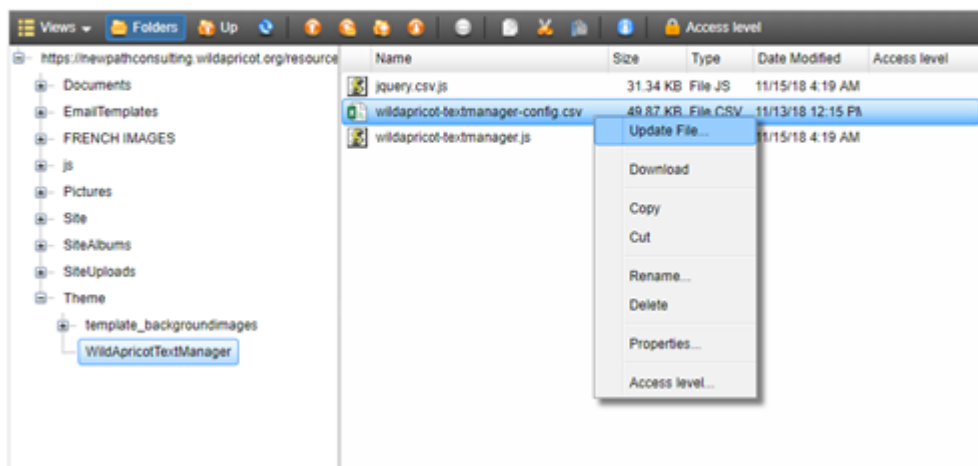 Views Folders Up Access level
https://newpathconsulting.wildapricot.org/resource
Documents
EmailTemplates
FRENCH IMAGES
js
Pictures
Site
SiteAlbums
SiteUploads
Theme
template_backgroundimages
WildApricotTextManager
Name Size Type Date Modified Access level
jquery.csv.js 31.34 KB File JS 11/15/18 4:19 AM
wildapricot-textmanager-config.csv 49.87 KB File CSV 11/13/18 12:15 PM
wildapricot-textmanager.js 11/15/18 4:19 AM
Update File...
Download
Copy
Cut
Rename...
Delete
Properties...
Access level...